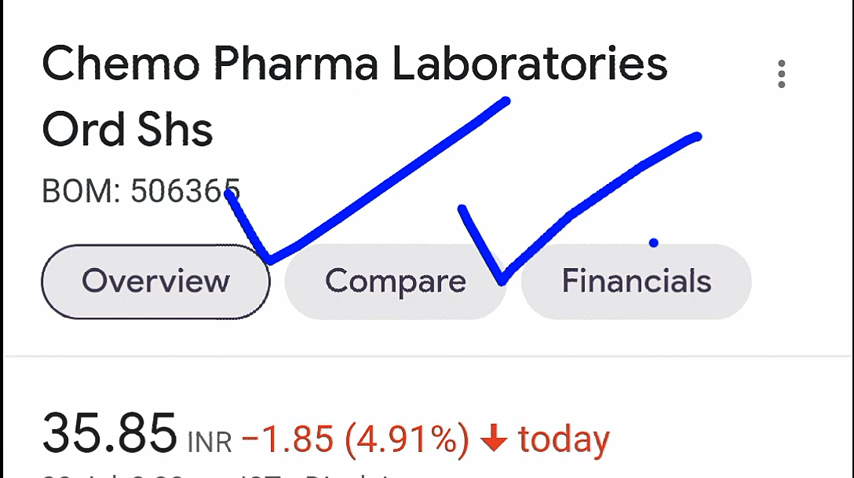 Chemo Pharma Laboratories
Ord Shs
BOM: 506365
Overview Compare Financials
35.85 INR −1.85 (4.91%) ↓ today